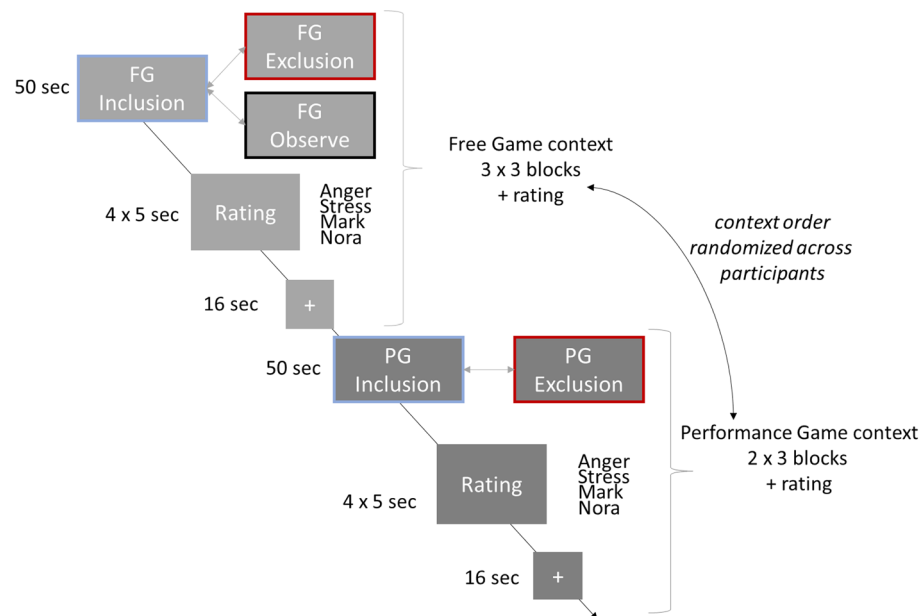 FG
Exclusion
50 sec
FG
Inclusion
FG
Observe
Free Game context
3 x 3 blocks
+ rating
4 x 5 sec
Rating
Anger
Stress
Mark
Nora
context order
randomized across
participants
16 sec
+
50 sec
PG
Inclusion
PG
Exclusion
Performance Game context
2 x 3 blocks
+ rating
4 x 5 sec
Rating
Anger
Stress
Mark
Nora
16 sec
+